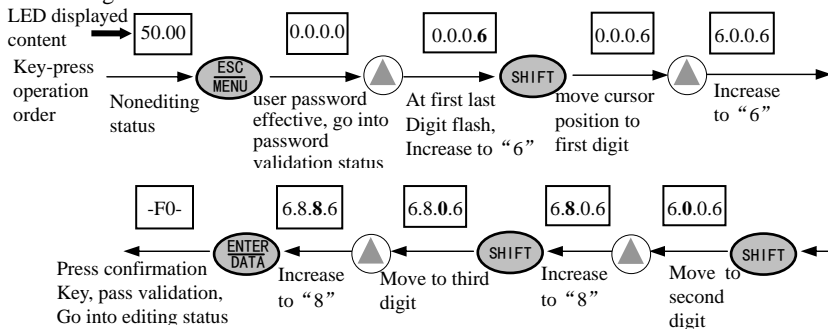 LED displayed
content
50.00
0.0.0.0
0.0.0.6
0.0.0.6
6.0.0.6
Key-press
operation
order
Nonediting
status
ESC
MENU
user password
effective, go into
password
validation status
At first last
Digit flash,
Increase to “6”
SHIFT
move cursor
position to
first digit
Increase
to “6”
-F0-
6.8.8.6
6.8.0.6
6.8.0.6
6.0.0.6
Press confirmation
Key, pass validation,
Go into editing status
ENTER
DATA
Increase
to “8”
Move to third
digit
SHIFT
Increase
to “8”
Move to
second
digit
SHIFT